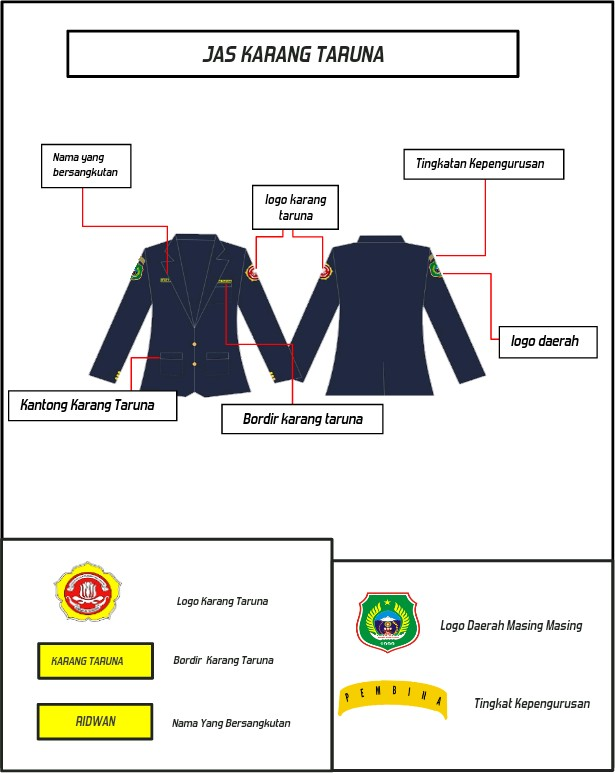 JAS KARANG TARUNA
Nama yang
bersangkutan
Tingkatan Kepengurusan
logo karang
taruna
logo daerah
Kantong Karang Taruna
Bordir karang taruna
Logo Karang Taruna
KARANG TARUNA
Bordir Karang Taruna
RIDWAN
Nama Yang Bersangkutan
Logo Daerah Masing Masing
PEMBINA
Tingkat Kepengurusan